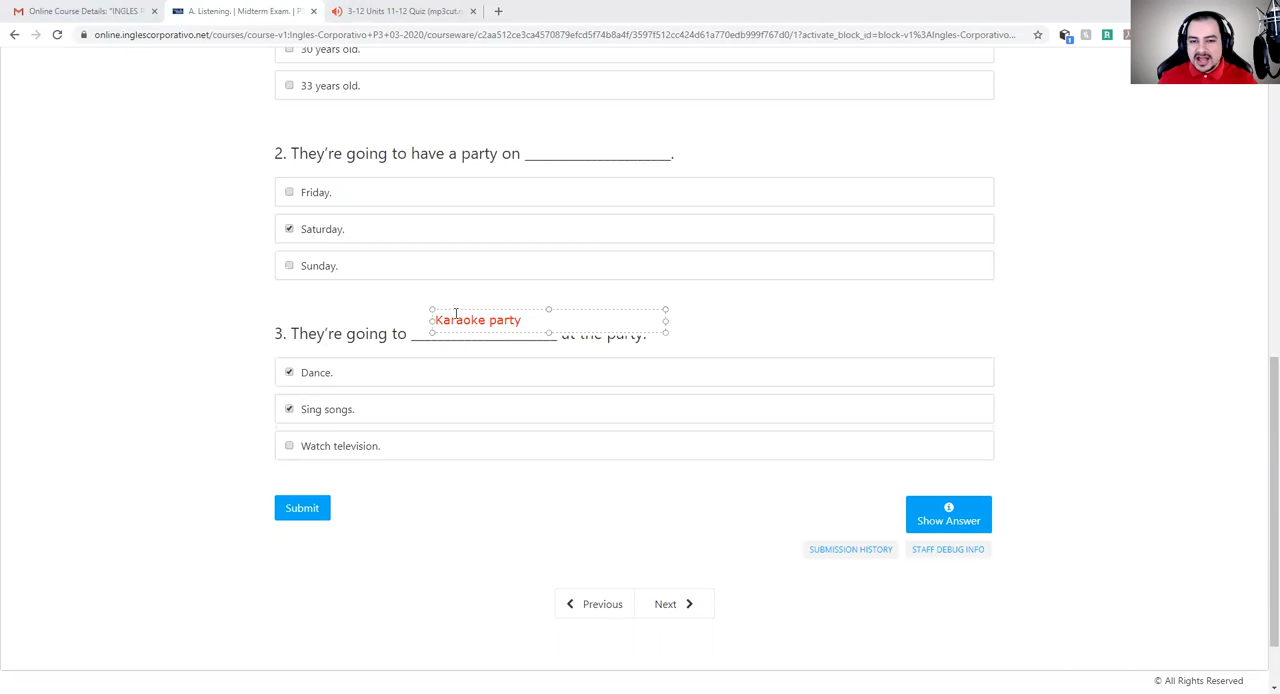 Online Course Details: "INGLES P
A. Listening. | Midterm Exam. | P3
3-12 Units 11-12 Quiz (mp3cut.n
online.inglescorporativo.net/courses/course-v1:Ingles-Corporativo+P3+03-2020/courseware/c2aa512ce3ca4570879efcd5f74b8a4f/3597f512cc424d61a770edb999f767d0/1?activate_block_id=block-v1%3AIngles-Corporativo...
30 years old.
33 years old.
2. They're going to have a party on ____________________.
Friday.
Saturday.
Sunday.
Karaoke party
3. They're going to ____________________ at the party.
Dance.
Sing songs.
Watch television.
Submit
Show Answer
SUBMISSION HISTORY
STAFF DEBUG INFO
Previous
Next
© All Rights Reserved